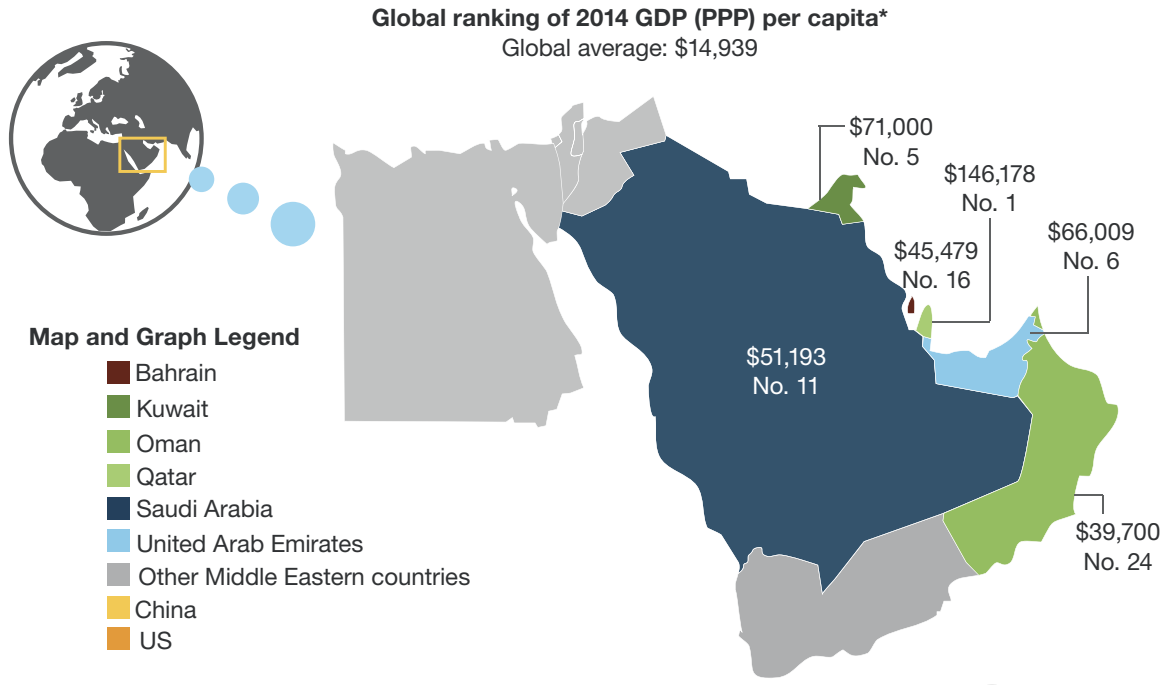 Global ranking of 2014 GDP (PPP) per capita*
Global average: $14,939
$71,000
No. 5
$146,178
No. 1
$45,479
No. 16
$66,009
No. 6
$51,193
No. 11
$39,700
No. 24
Map and Graph Legend
Bahrain
Kuwait
Oman
Qatar
Saudi Arabia
United Arab Emirates
Other Middle Eastern countries
China
US